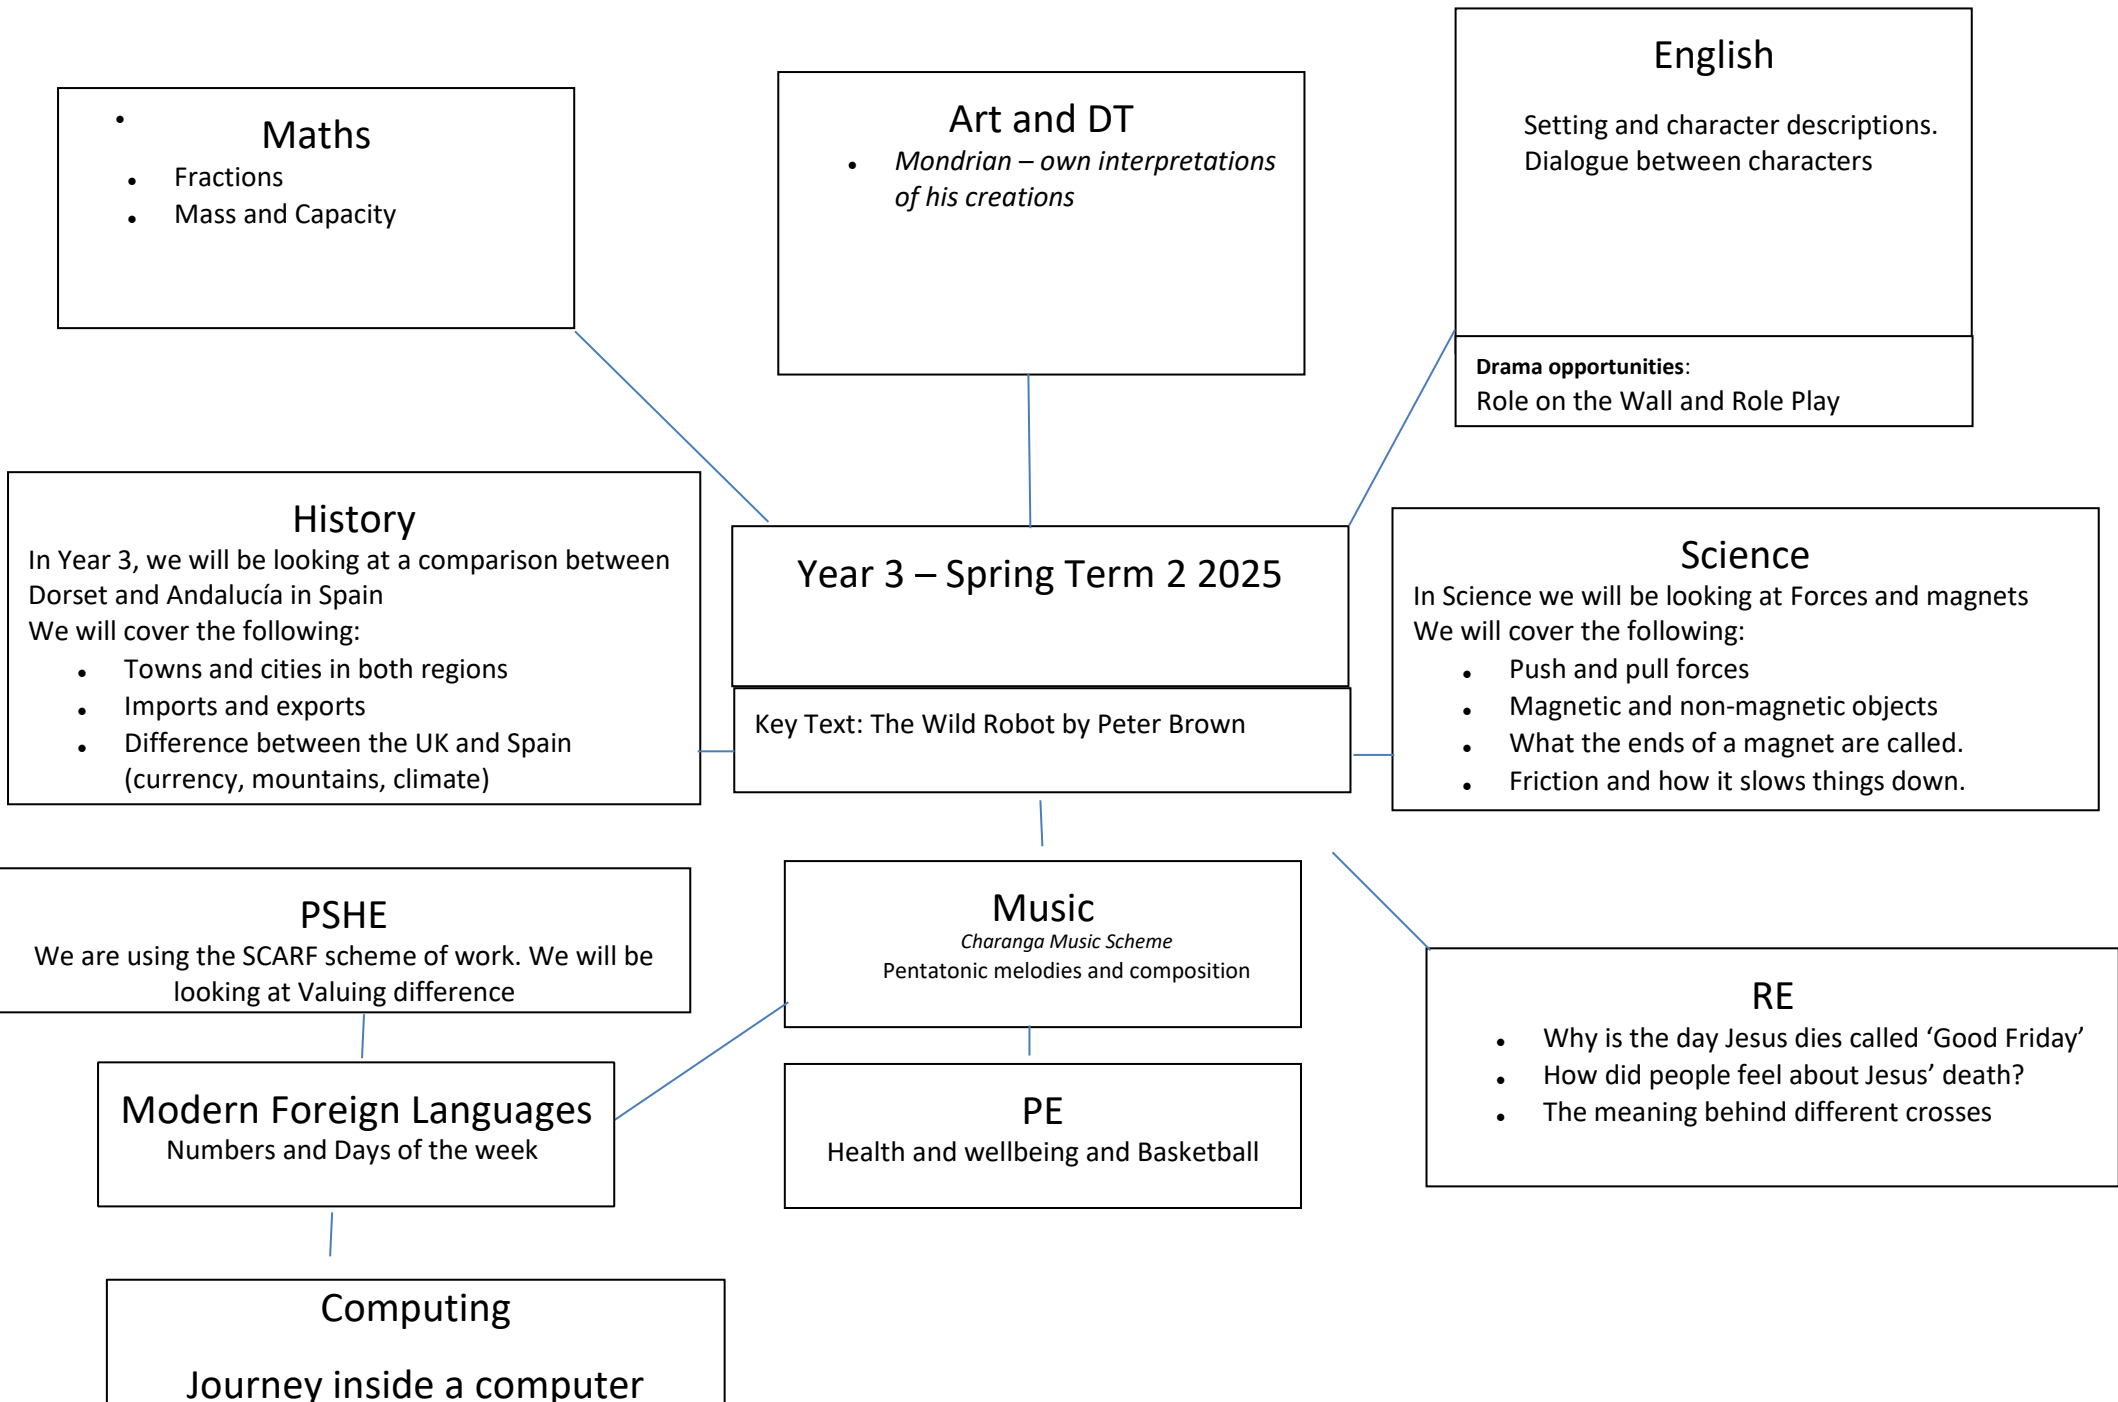 Maths
• Fractions
• Mass and Capacity
Art and DT
• Mondrian – own interpretations
of his creations
English
Setting and character descriptions.
Dialogue between characters
Drama opportunities:
Role on the Wall and Role Play
History
In Year 3, we will be looking at a comparison between
Dorset and Andalucía in Spain
We will cover the following:
• Towns and cities in both regions
• Imports and exports
• Difference between the UK and Spain
(currency, mountains, climate)
Year 3 – Spring Term 2 2025
Key Text: The Wild Robot by Peter Brown
Science
In Science we will be looking at Forces and magnets
We will cover the following:
• Push and pull forces
• Magnetic and non-magnetic objects
• What the ends of a magnet are called.
• Friction and how it slows things down.
PSHE
We are using the SCARF scheme of work. We will be
looking at Valuing difference
Music
Charanga Music Scheme
Pentatonic melodies and composition
RE
• Why is the day Jesus dies called ‘Good Friday’
• How did people feel about Jesus’ death?
• The meaning behind different crosses
Modern Foreign Languages
Numbers and Days of the week
PE
Health and wellbeing and Basketball
Computing
Journey inside a computer